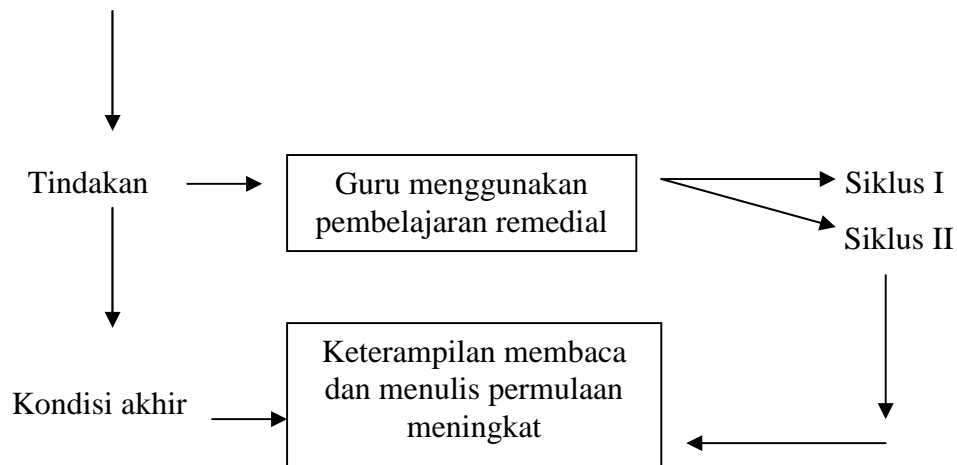 Tindakan
Guru menggunakan
pembelajaran remedial
Siklus I
Siklus II
Kondisi akhir
Keterampilan membaca
dan menulis permulaan
meningkat